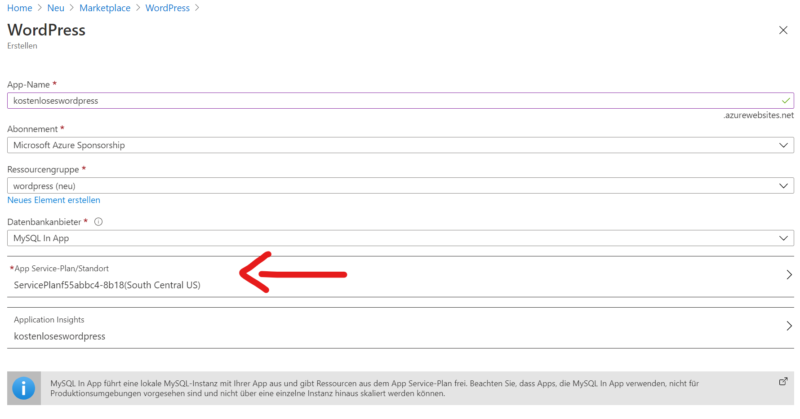 Home > Neu > Marketplace > WordPress >
WordPress
Erstellen
App-Name *
kostenloseswordpress
.azurewebsites.net
Abonnement *
Microsoft Azure Sponsorship
Ressourcengruppe *
wordpress (neu)
Neues Element erstellen
Datenbankanbieter *
MySQL In App
*App Service-Plan/Standort
ServicePlanf55abbc4-8b18(South Central US)
Application Insights
kostenloseswordpress
MySQL In App führt eine lokale MySQL-Instanz mit Ihrer App aus und gibt Ressourcen aus dem App Service-Plan frei. Beachten Sie, dass Apps, die MySQL In App verwenden, nicht für
Produktionsumgebungen vorgesehen sind und nicht über eine einzelne Instanz hinaus skaliert werden können.